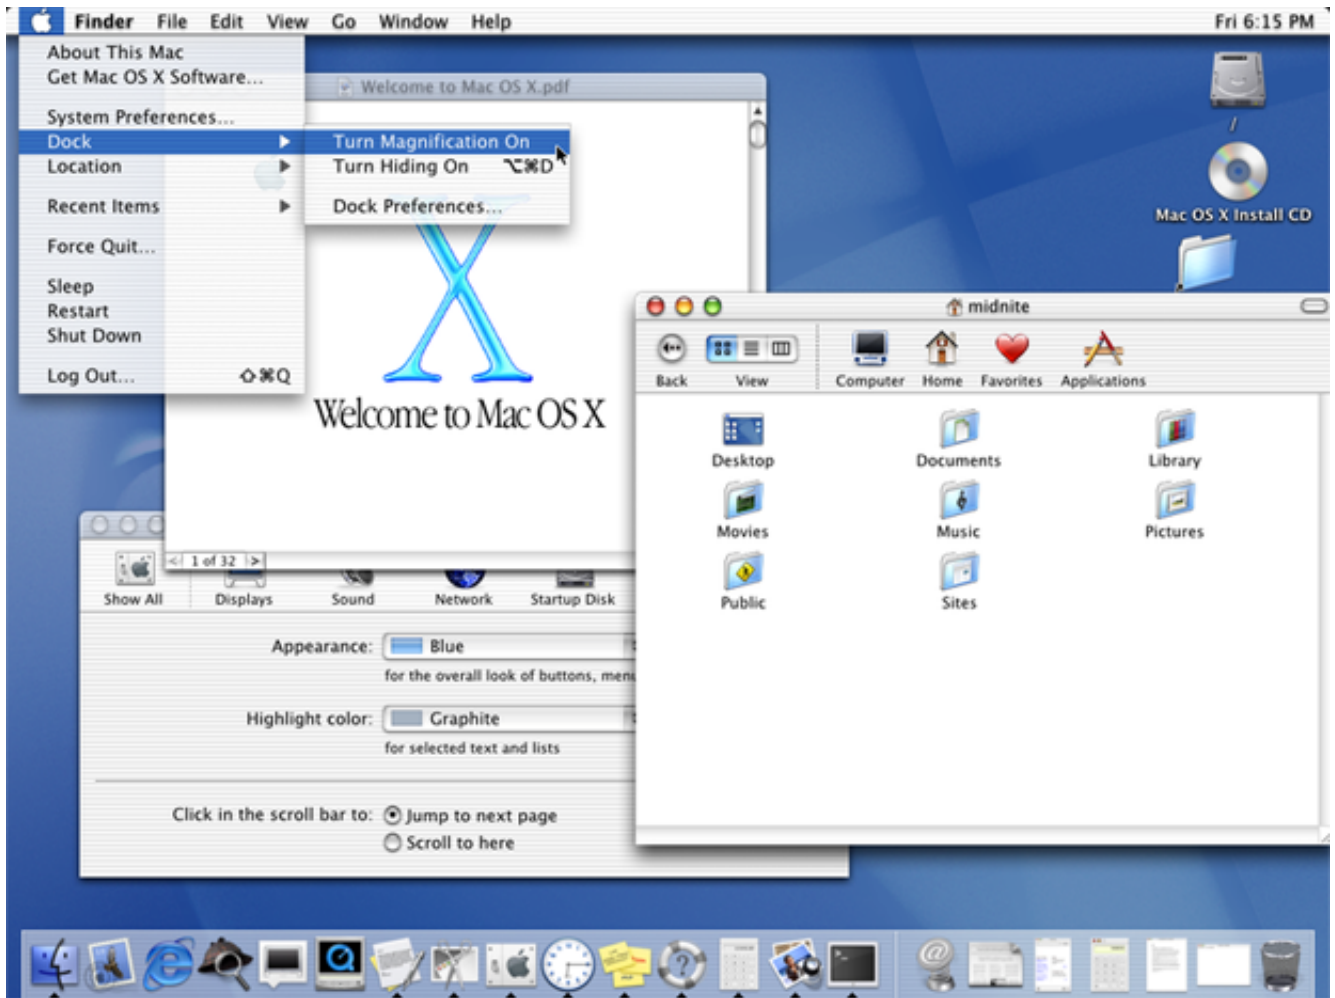 Finder File Edit View Go Window Help Fri 6:15 PM
About This Mac
Get Mac OS X Software...
System Preferences...
Dock
Location
Recent Items
Force Quit...
Sleep
Restart
Shut Down
Log Out... ⇧⌘Q
Turn Magnification On
Turn Hiding On ⌥⌘D
Dock Preferences...
Welcome to Mac OS X.pdf
Welcome to Mac OS X
1 of 32
/
Mac OS X Install CD
midnite
Back View Computer Home Favorites Applications
Desktop Documents Library
Movies Music Pictures
Public Sites
Show All Displays Sound Network Startup Disk
Appearance: Blue
for the overall look of buttons, menu
Highlight color: Graphite
for selected text and lists
Click in the scroll bar to: Jump to next page
Scroll to here